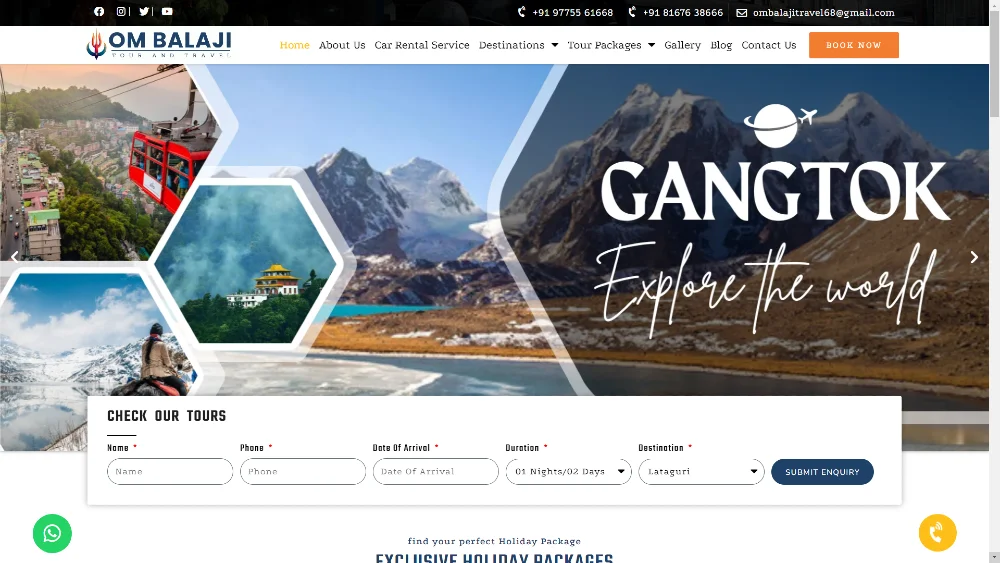 +91 97755 61668
+91 81676 38666
ombalajitravel68@gmail.com
OM BALAJI
TOUR AND TRAVEL
Home
About Us
Car Rental Service
Destinations
Tour Packages
Gallery
Blog
Contact Us
BOOK NOW
GANGTOK
Explore the world
CHECK OUR TOURS
Name *
Phone *
Date Of Arrival *
Duration *
Destination *
Name
Phone
Date Of Arrival
01 Nights/02 Days
Lataguri
SUBMIT ENQUIRY
find your perfect Holiday Package
EXCLUSIVE HOLIDAY PACKAGES